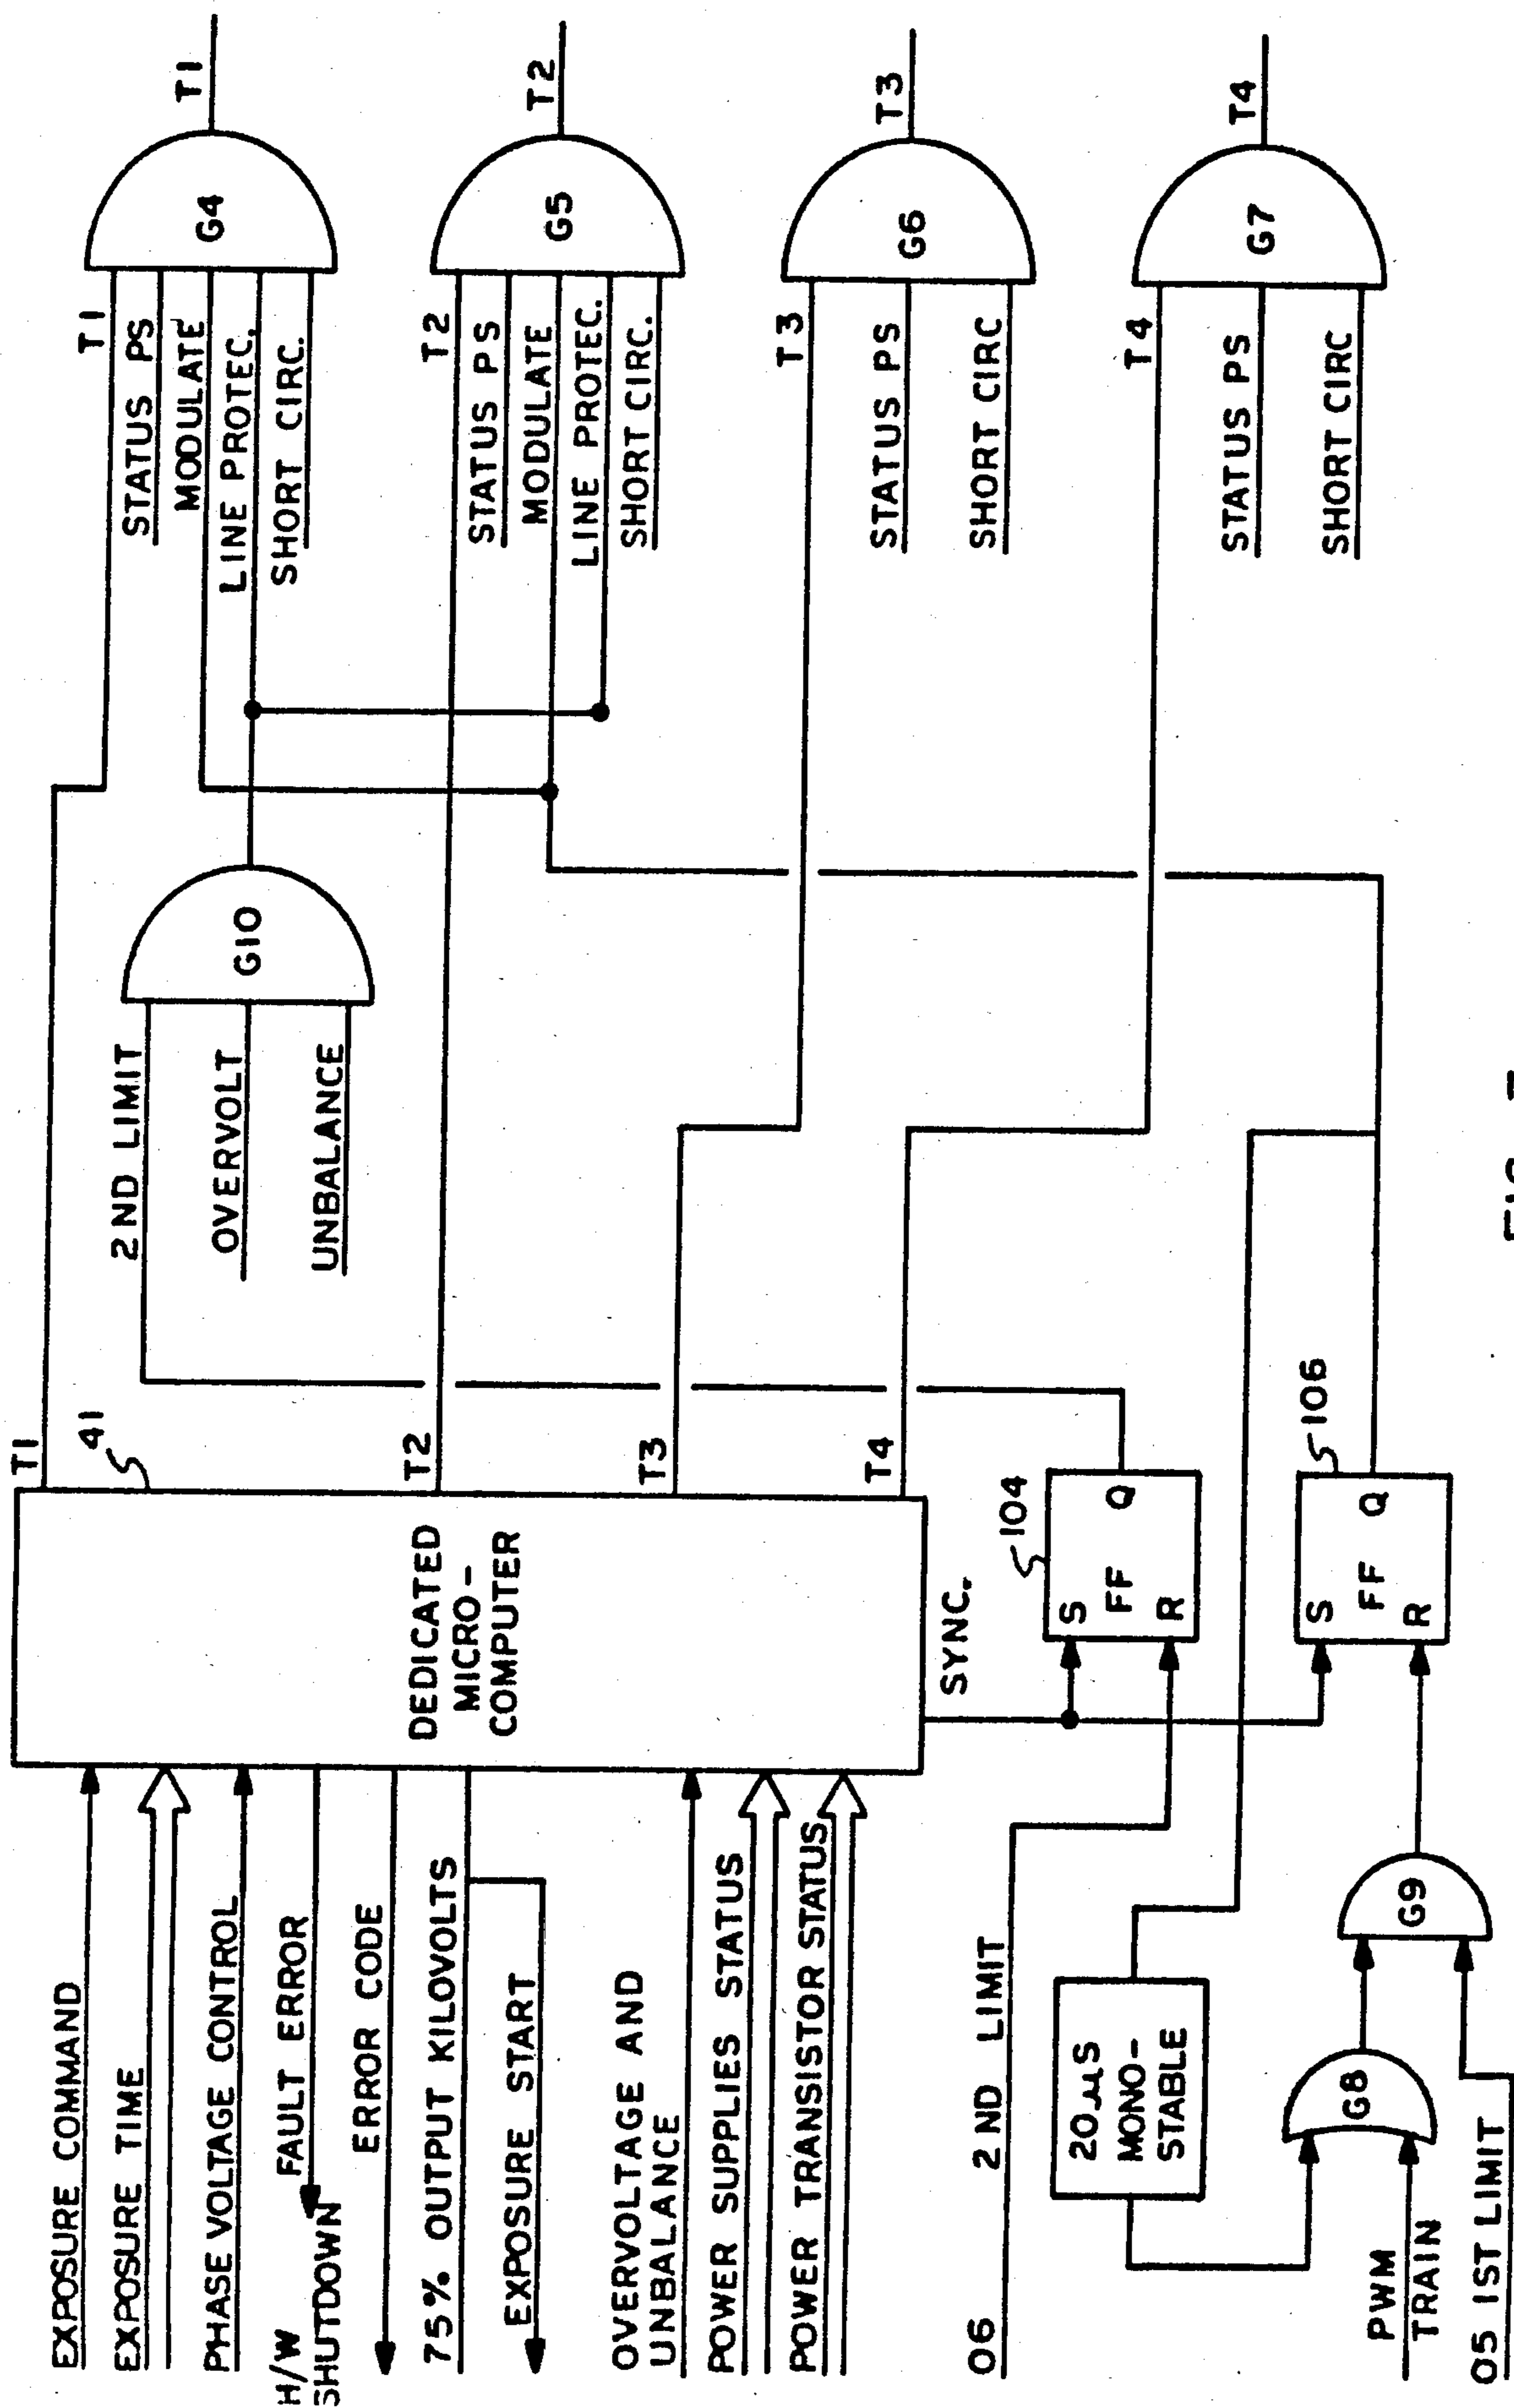 EXPOSURE COMMAND
EXPOSURE TIME
PHASE VOLTAGE CONTROL
H/W FAULT ERROR
SHUTDOWN
ERROR CODE
75% OUTPUT KILOVOLTS
EXPOSURE START
OVERVOLTAGE AND
UNBALANCE
POWER SUPPLIES STATUS
POWER TRANSISTOR STATUS
DEDICATED
MICRO-
COMPUTER
41
T1
T2
T3
T4
SYNC.
2ND LIMIT
OVERVOLT
UNBALANCE
G10
T1
STATUS PS
MODULATE
LINE PROTEC.
SHORT CIRC.
G4
T1
T2
STATUS PS
MODULATE
LINE PROTEC.
SHORT CIRC.
G5
T2
T3
STATUS PS
SHORT CIRC
G6
T3
T4
STATUS PS
SHORT CIRC
G7
T4
06 2ND LIMIT
104
S
FF Q
R
20µS
MONO-
STABLE
106
S
FF Q
R
G8
G9
PWM
TRAIN
05 1ST LIMIT